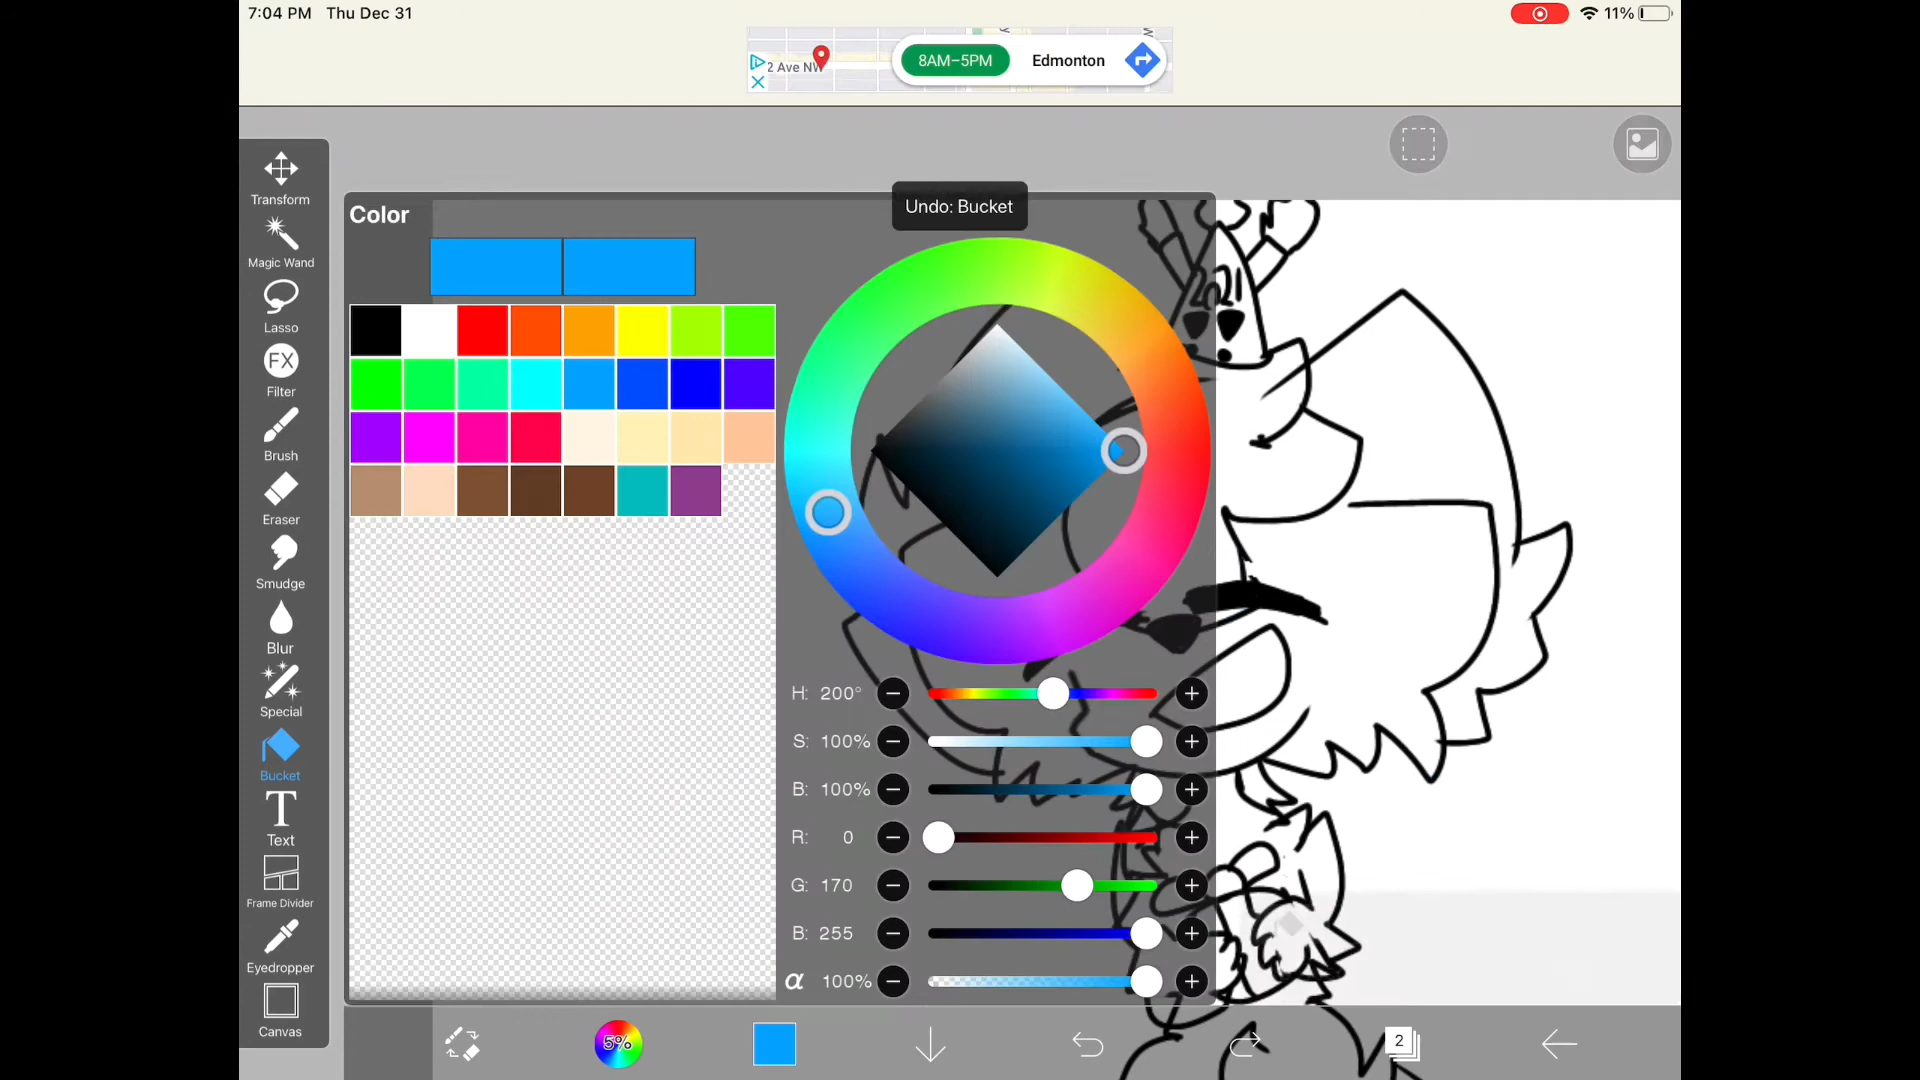 7:04 PM Thu Dec 31
11%
2 Ave NW
8AM–5PM
Edmonton
Transform
Magic Wand
Lasso
FX
Filter
Brush
Eraser
Smudge
Blur
Special
Bucket
T
Text
Frame Divider
Eyedropper
Canvas
Color
Undo: Bucket
2021
H: 200°
S: 100%
B: 100%
R: 0
G: 170
B: 255
α 100%
5%
2